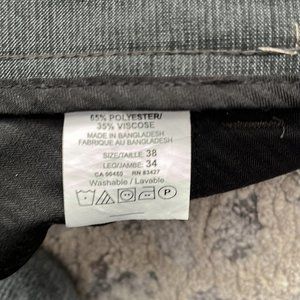 65% POLYESTER/
35% VISCOSE
MADE IN BANGLADESH
FABRIQUE AU BANGLADESH
SIZE/TAILLE 38
LEG/JAMBE: 34
CA 00460 RN 83427
Washable / Lavable
P